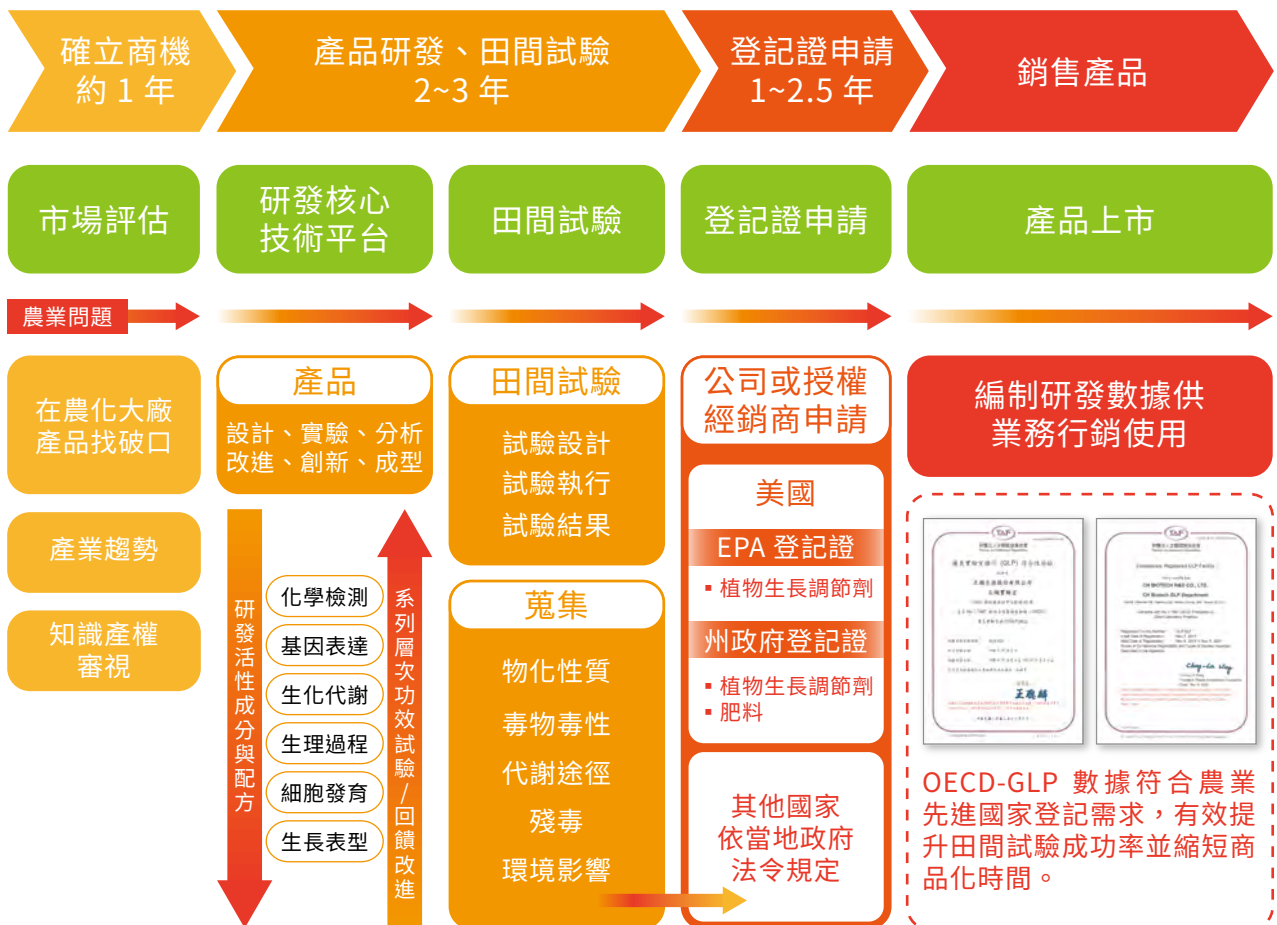 確立商機
約 1 年
產品研發、田間試驗
2~3 年
登記證申請
1~2.5 年
銷售產品
市場評估
研發核心
技術平台
田間試驗
登記證申請
產品上市
農業問題
在農化大廠
產品找破口
產業趨勢
知識產權
審視
產品
設計、實驗、分析
改進、創新、成型
研發活性成分與配方
化學檢測
基因表達
生化代謝
生理過程
細胞發育
生長表型
系列層次功效試驗/回饋改進
田間試驗
試驗設計
試驗執行
試驗結果
蒐集
物化性質
毒物毒性
代謝途徑
殘毒
環境影響
公司或授權
經銷商申請
美國
EPA 登記證
▪ 植物生長調節劑
州政府登記證
▪ 植物生長調節劑
▪ 肥料
其他國家
依當地政府
法令規定
編制研發數據供
業務行銷使用
CH BIOTECH R&D CO., LTD.
OECD-GLP 數據符合農業
先進國家登記需求，有效提
升田間試驗成功率並縮短商
品化時間。